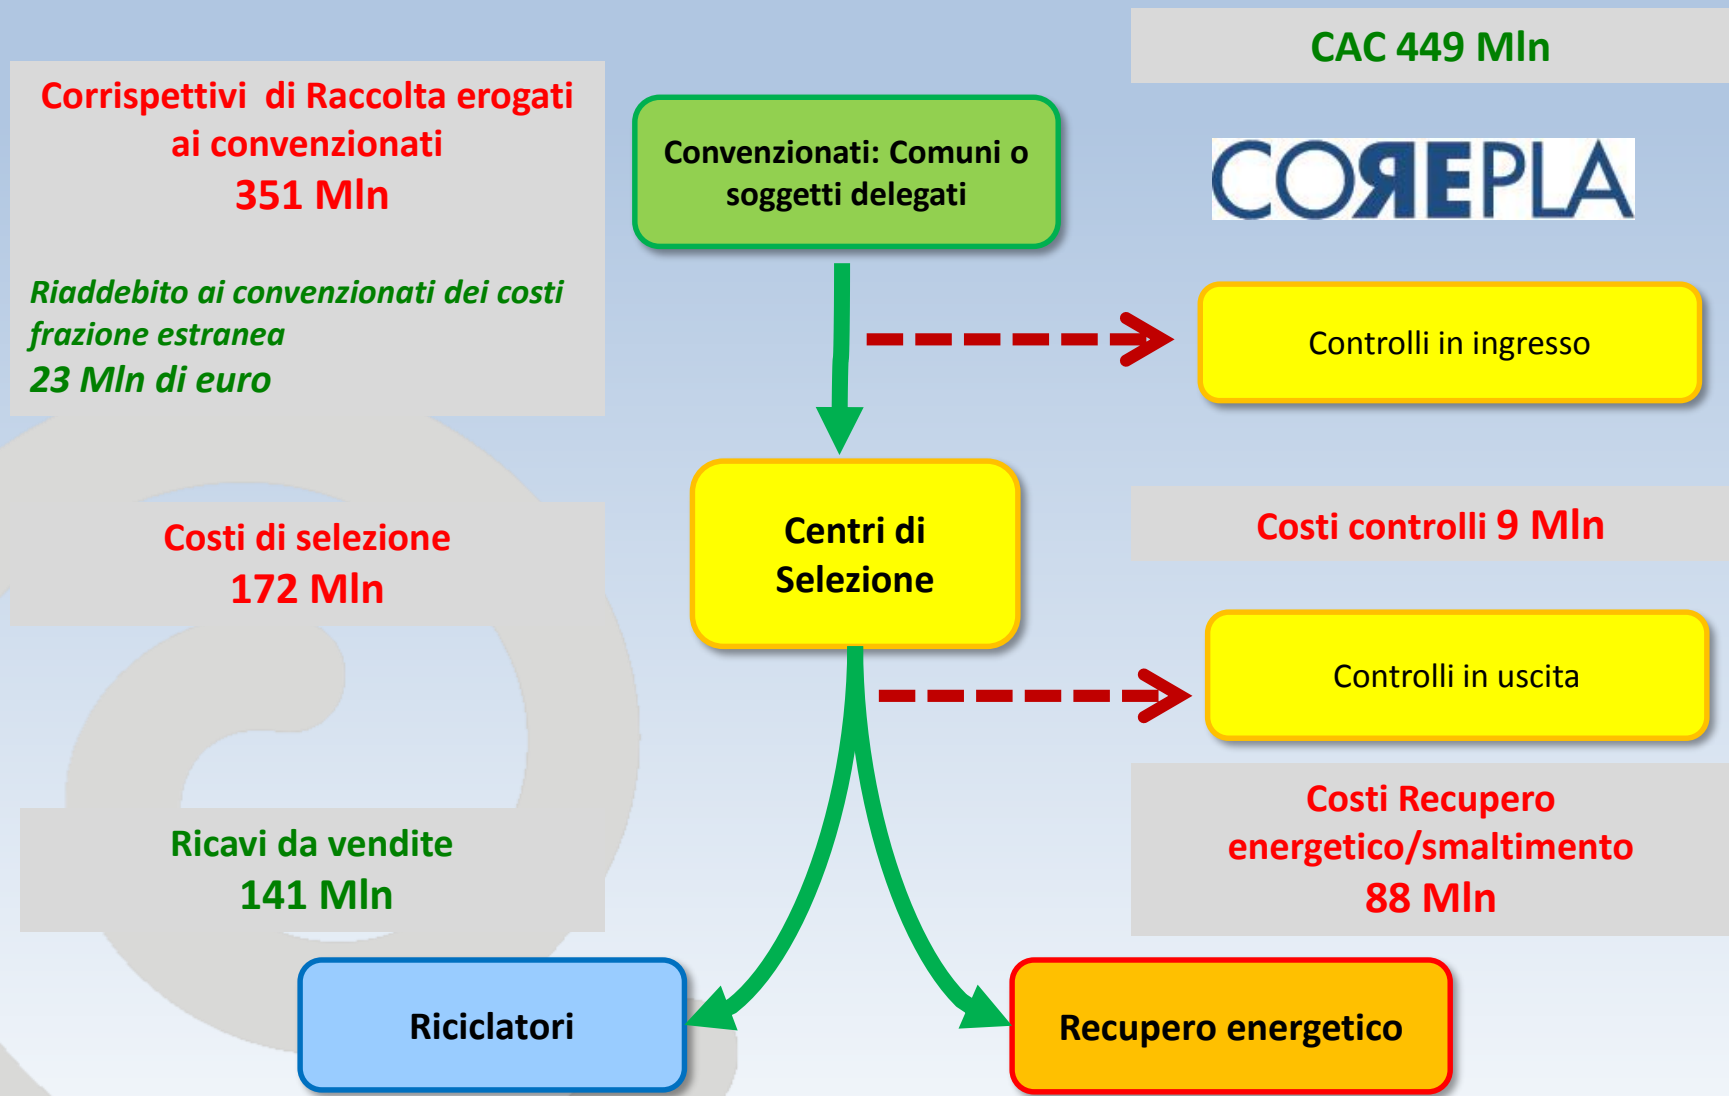 CAC 449 Mln
Corrispettivi di Raccolta erogati
ai convenzionati
351 Mln
Riaddebito ai convenzionati dei costi
frazione estranea
23 Mln di euro
Convenzionati: Comuni o
soggetti delegati
COREPLA
Controlli in ingresso
Costi di selezione
172 Mln
Centri di
Selezione
Costi controlli 9 Mln
Controlli in uscita
Ricavi da vendite
141 Mln
Costi Recupero
energetico/smaltimento
88 Mln
Riciclatori
Recupero energetico